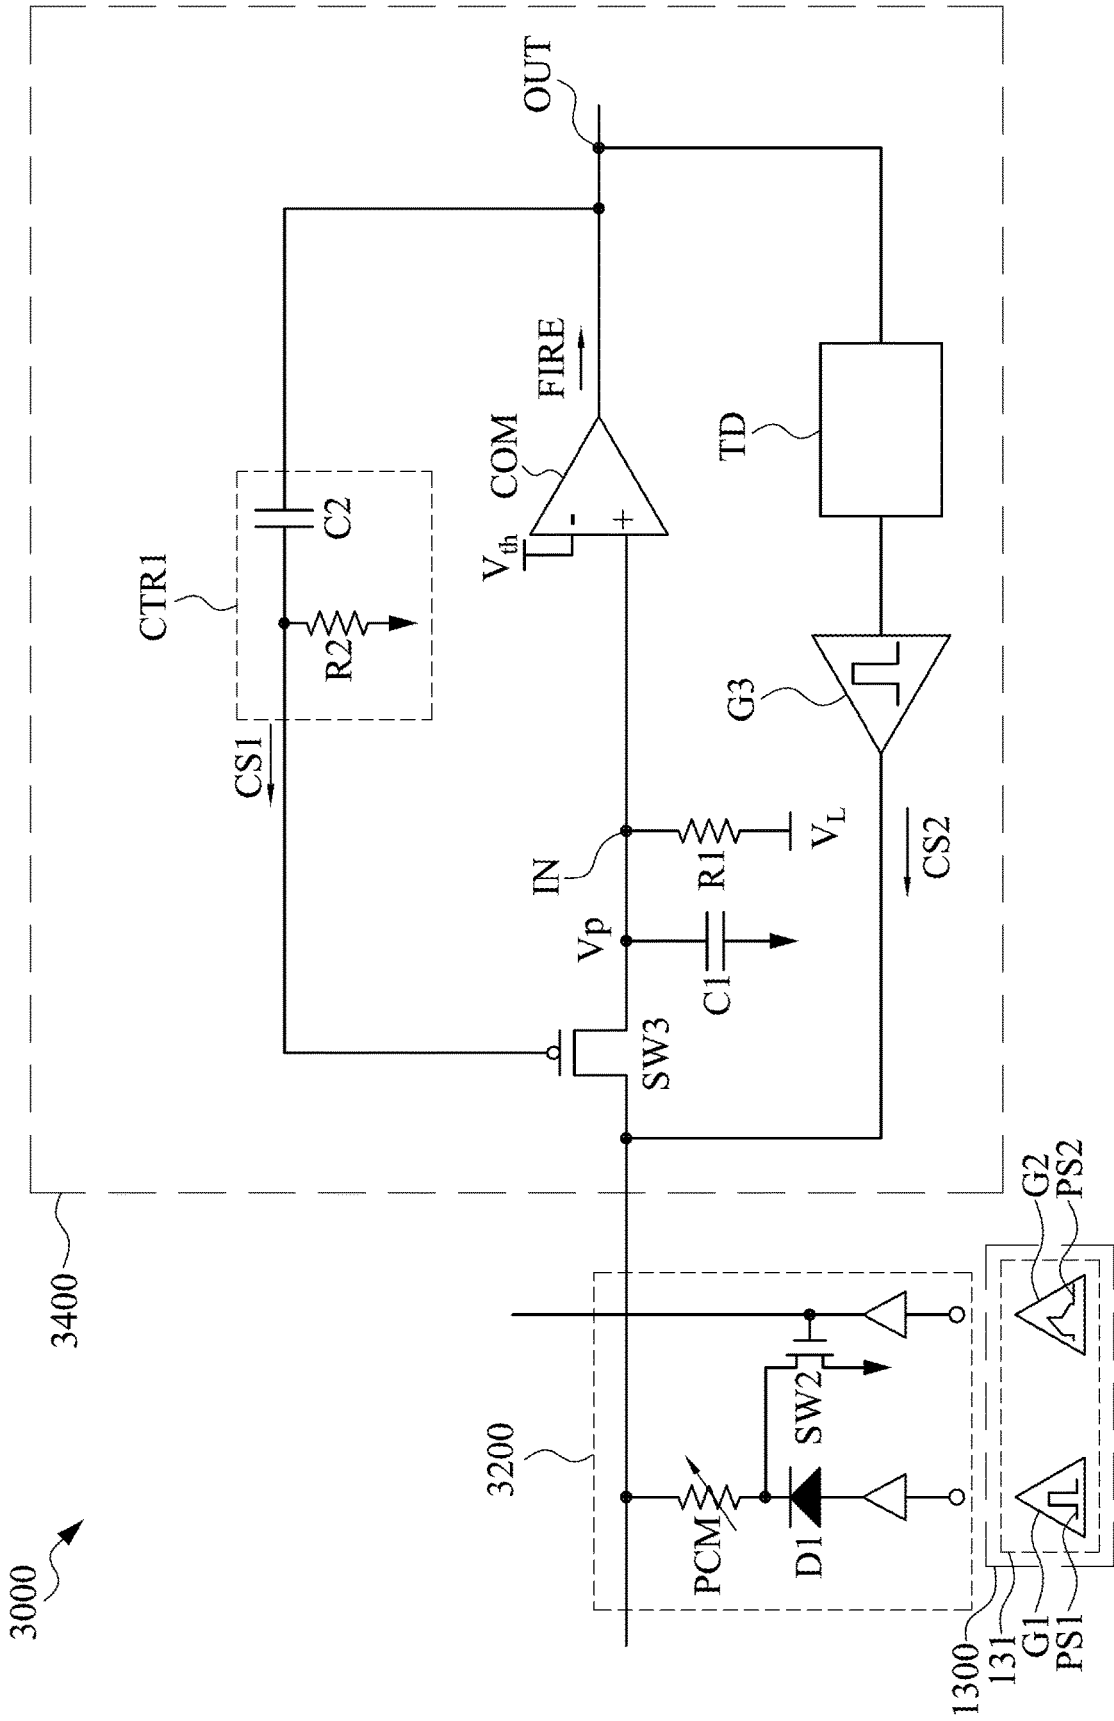 3000
3400
CTR1
CS1
C2
R2
OUT
FIRE
COM
Vth
-
+
TD
G3
IN
Vp
SW3
C1
R1
VL
CS2
3200
PCM
D1
SW2
1300
131
G1
PS1
G2
PS2